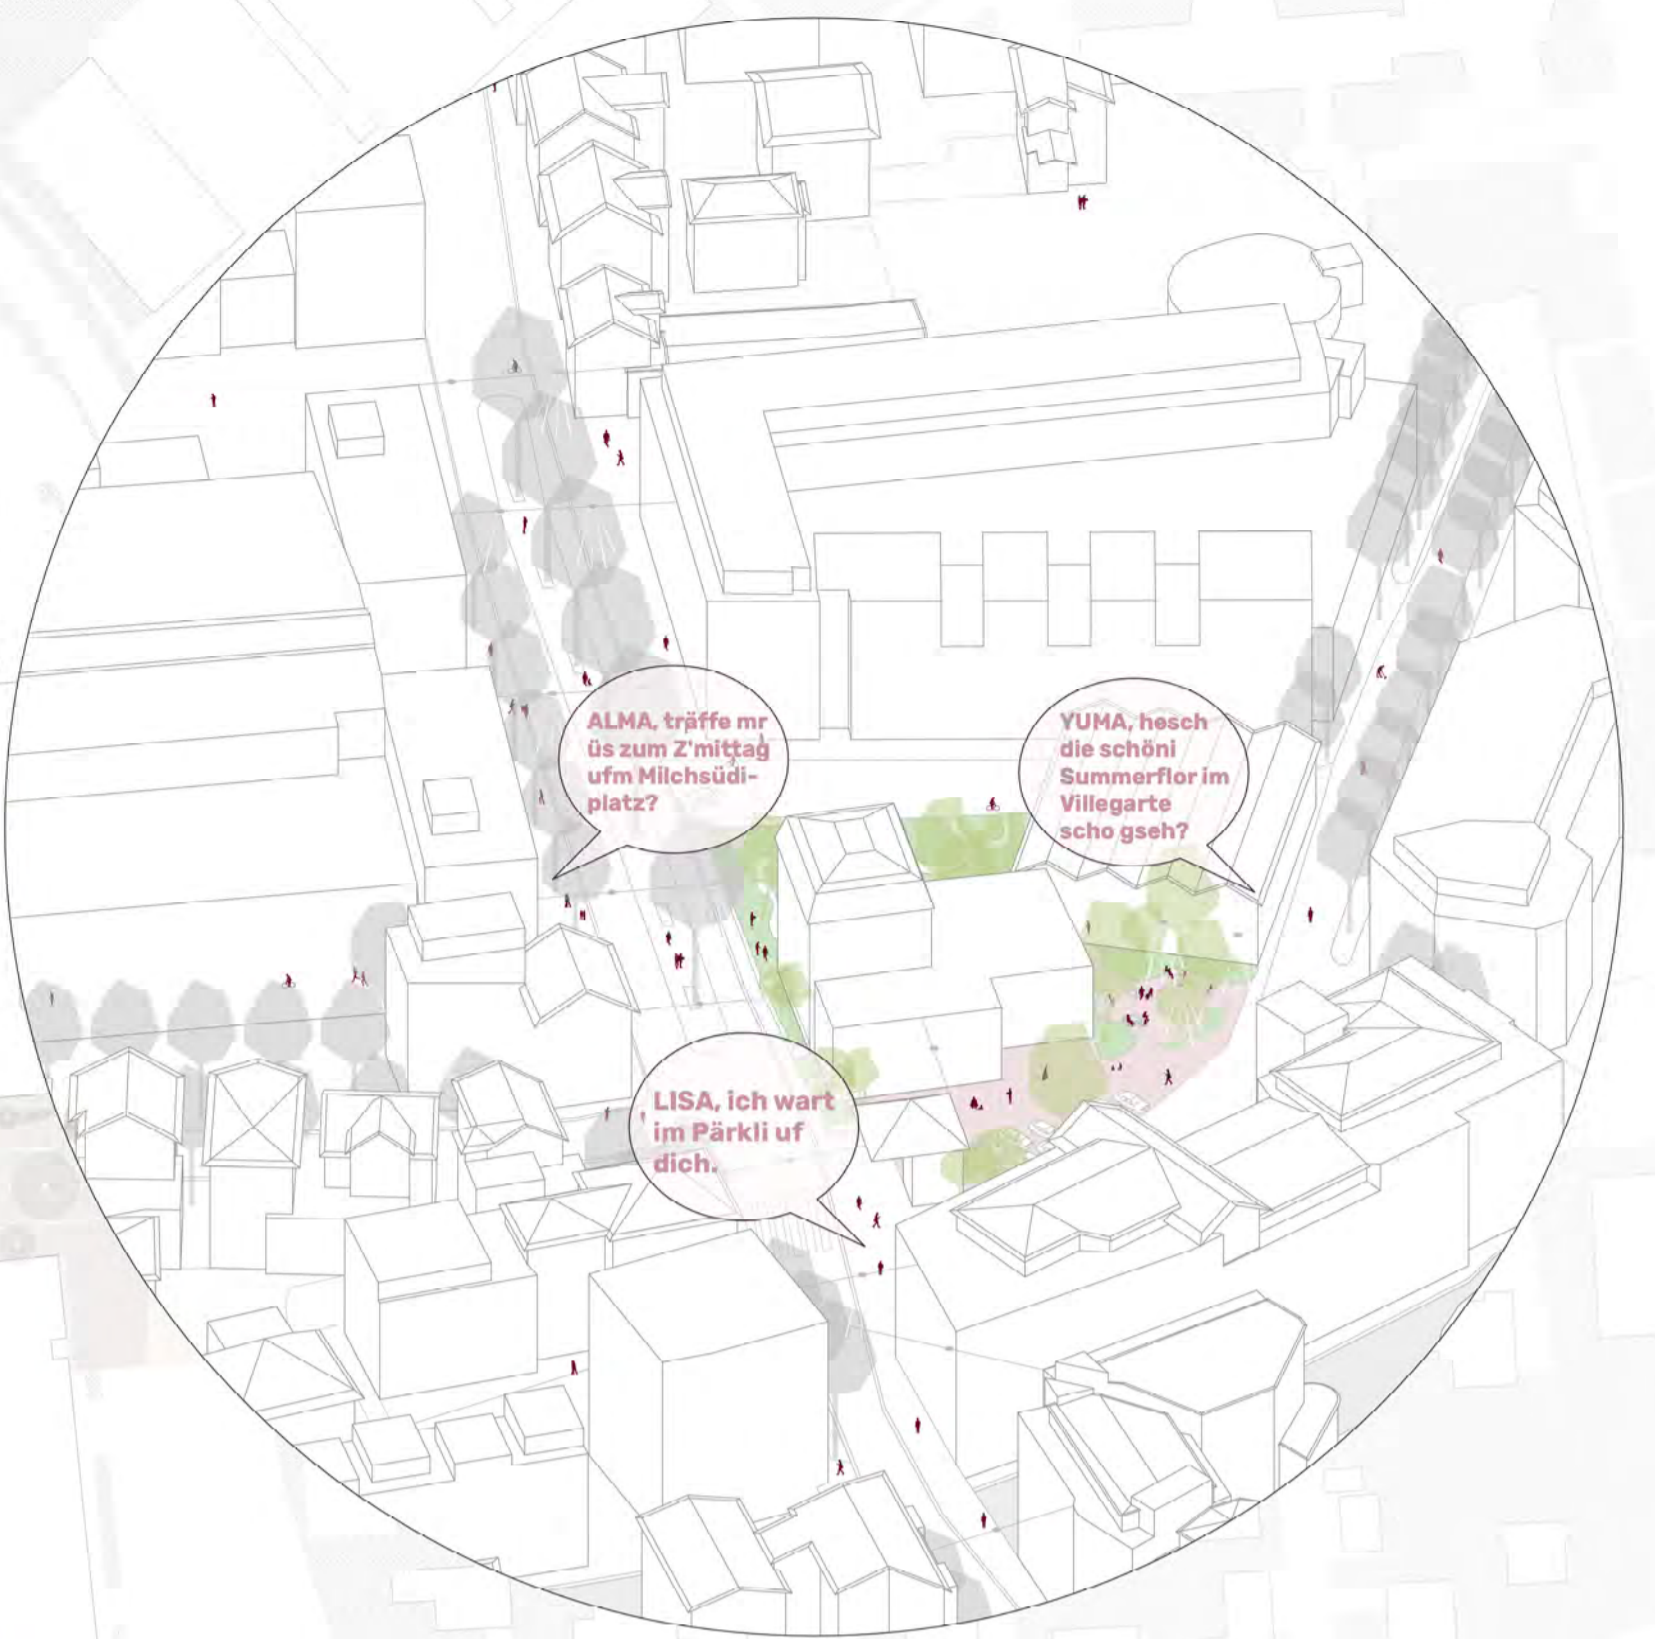 ALMA, träffe mr
üs zum Z'mittag
ufm Milchsüdi-
platz?
YUMA, hesch
die schöni
Summerflor im
Villegarte
scho gseh?
LISA, ich wart
im Pärkli uf
dich.